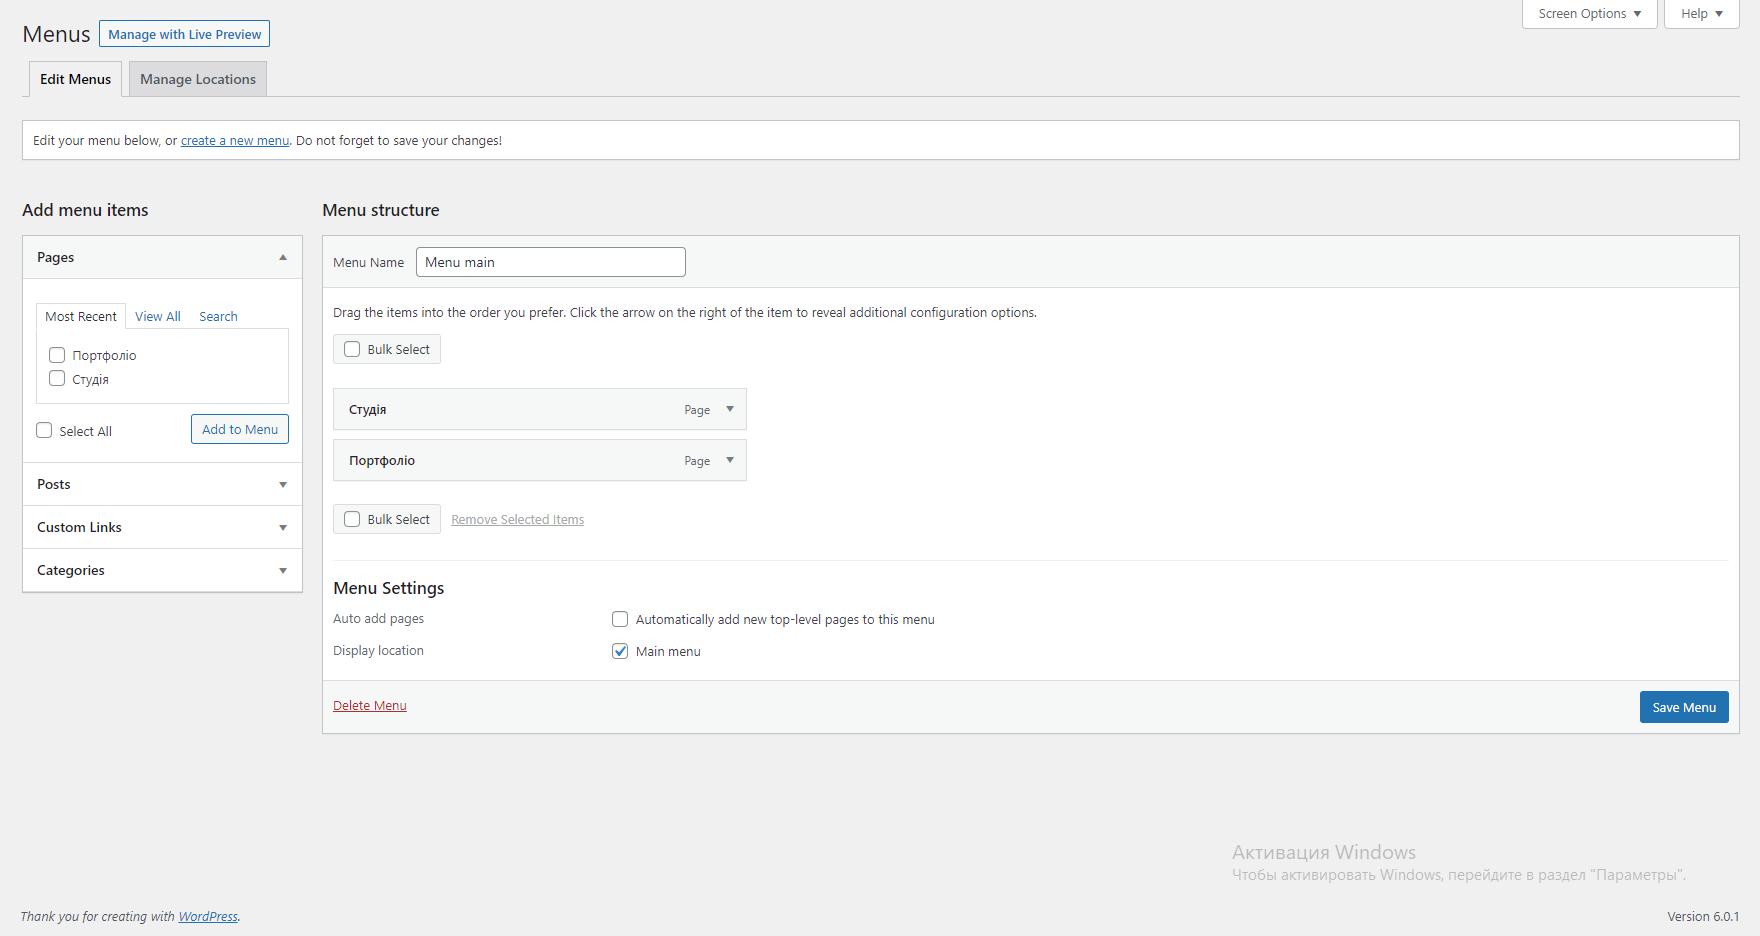 Screen Options
Help
Menus
Manage with Live Preview
Edit Menus
Manage Locations
Edit your menu below, or create a new menu. Do not forget to save your changes!
Add menu items
Pages
Most Recent
View All
Search
Портфоліо
Студія
Select All
Add to Menu
Posts
Custom Links
Categories
Menu structure
Menu Name
Menu main
Drag the items into the order you prefer. Click the arrow on the right of the item to reveal additional configuration options.
Bulk Select
Студія
Page
Портфоліо
Page
Bulk Select
Remove Selected Items
Menu Settings
Auto add pages
Automatically add new top-level pages to this menu
Display location
Main menu
Delete Menu
Save Menu
Активация Windows
Чтобы активировать Windows, перейдите в раздел "Параметры".
Thank you for creating with WordPress.
Version 6.0.1